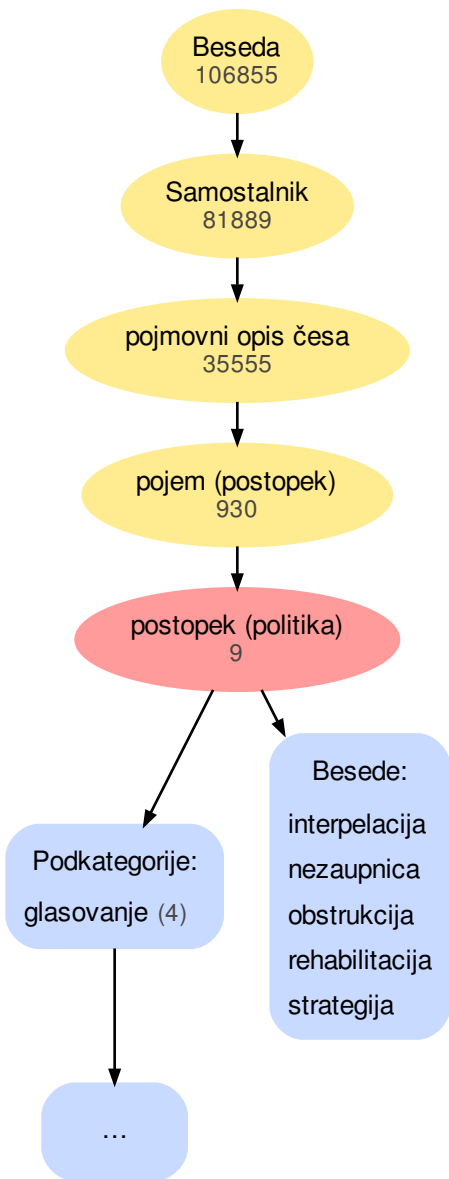 Beseda
106855
Samostalnik
81889
pojmovni opis česa
35555
pojem (postopek)
930
postopek (politika)
9
Besede:
interpelacija
nezaupnica
obstrukcija
rehabilitacija
strategija
Podkategorije:
glasovanje (4)
...